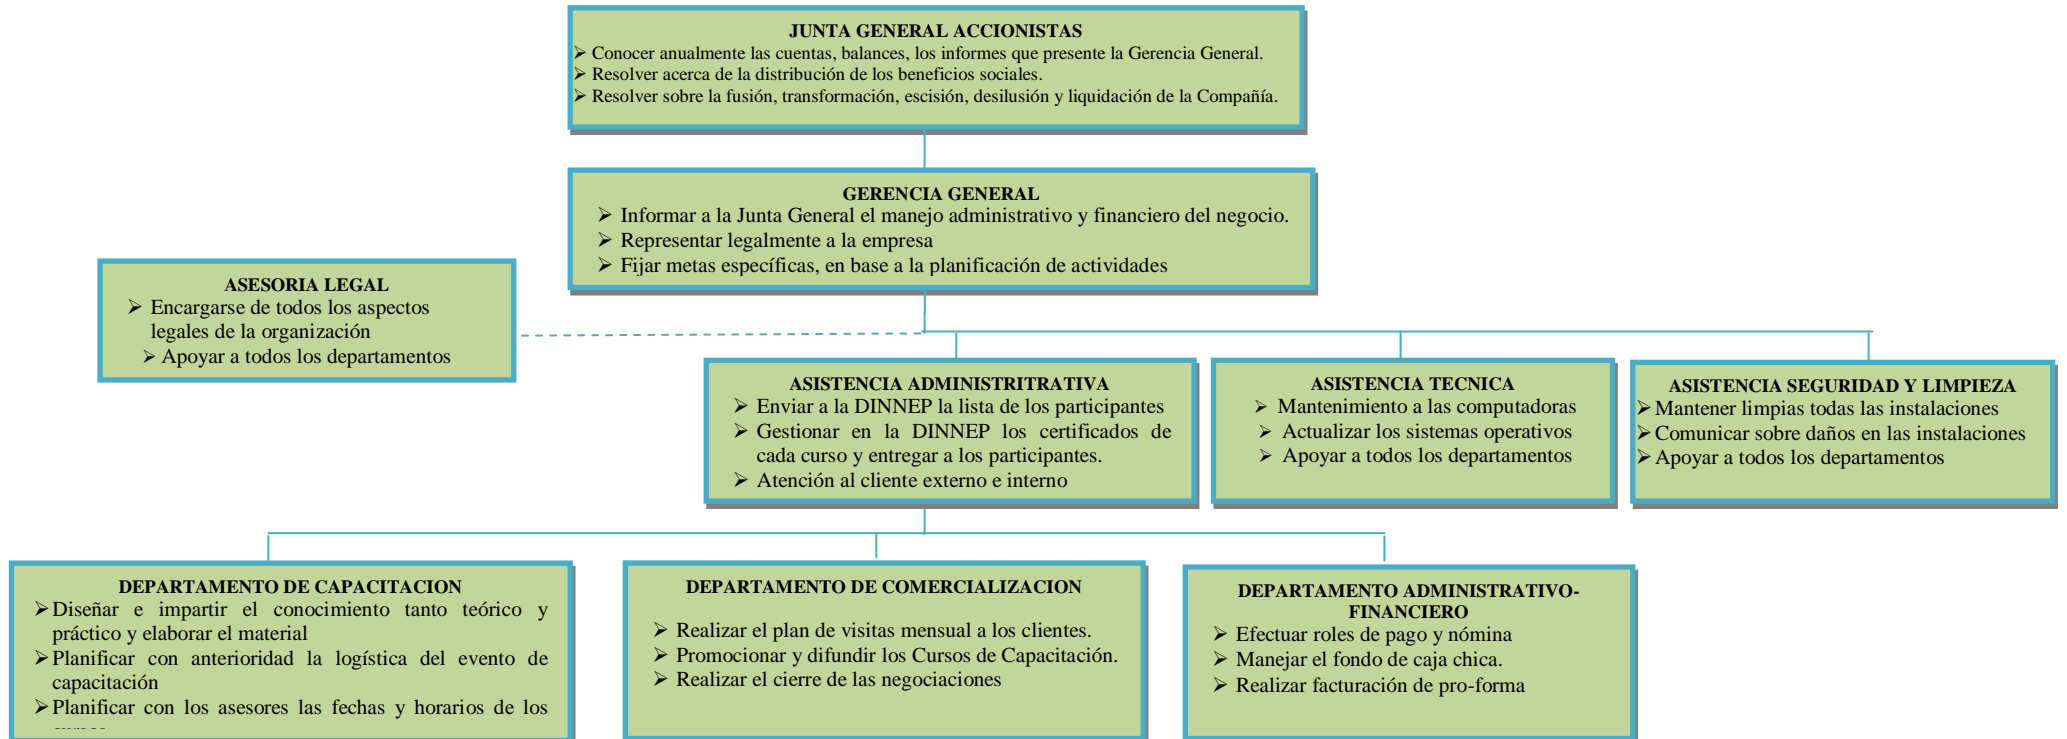 JUNTA GENERAL ACCIONISTAS
➢ Conocer anualmente las cuentas, balances, los informes que presente la Gerencia General.
➢ Resolver acerca de la distribución de los beneficios sociales.
➢ Resolver sobre la fusión, transformación, escisión, desilusión y liquidación de la Compañía.
GERENCIA GENERAL
➢ Informar a la Junta General el manejo administrativo y financiero del negocio.
➢ Representar legalmente a la empresa
➢ Fijar metas específicas, en base a la planificación de actividades
ASESORIA LEGAL
➢ Encargarse de todos los aspectos
legales de la organización
➢ Apoyar a todos los departamentos
ASISTENCIA ADMINISTRITRATIVA
➢ Enviar a la DINNEP la lista de los participantes
➢ Gestionar en la DINNEP los certificados de
cada curso y entregar a los participantes.
➢ Atención al cliente externo e interno
ASISTENCIA TECNICA
➢ Mantenimiento a las computadoras
➢ Actualizar los sistemas operativos
➢ Apoyar a todos los departamentos
ASISTENCIA SEGURIDAD Y LIMPIEZA
➢ Mantener limpias todas las instalaciones
➢ Comunicar sobre daños en las instalaciones
➢ Apoyar a todos los departamentos
DEPARTAMENTO DE CAPACITACION
➢ Diseñar e impartir el conocimiento tanto teórico y
práctico y elaborar el material
➢ Planificar con anterioridad la logística del evento de
capacitación
➢ Planificar con los asesores las fechas y horarios de los
DEPARTAMENTO DE COMERCIALIZACION
➢ Realizar el plan de visitas mensual a los clientes.
➢ Promocionar y difundir los Cursos de Capacitación.
➢ Realizar el cierre de las negociaciones
DEPARTAMENTO ADMINISTRATIVO-
FINANCIERO
➢ Efectuar roles de pago y nómina
➢ Manejar el fondo de caja chica.
➢ Realizar facturación de pro-forma